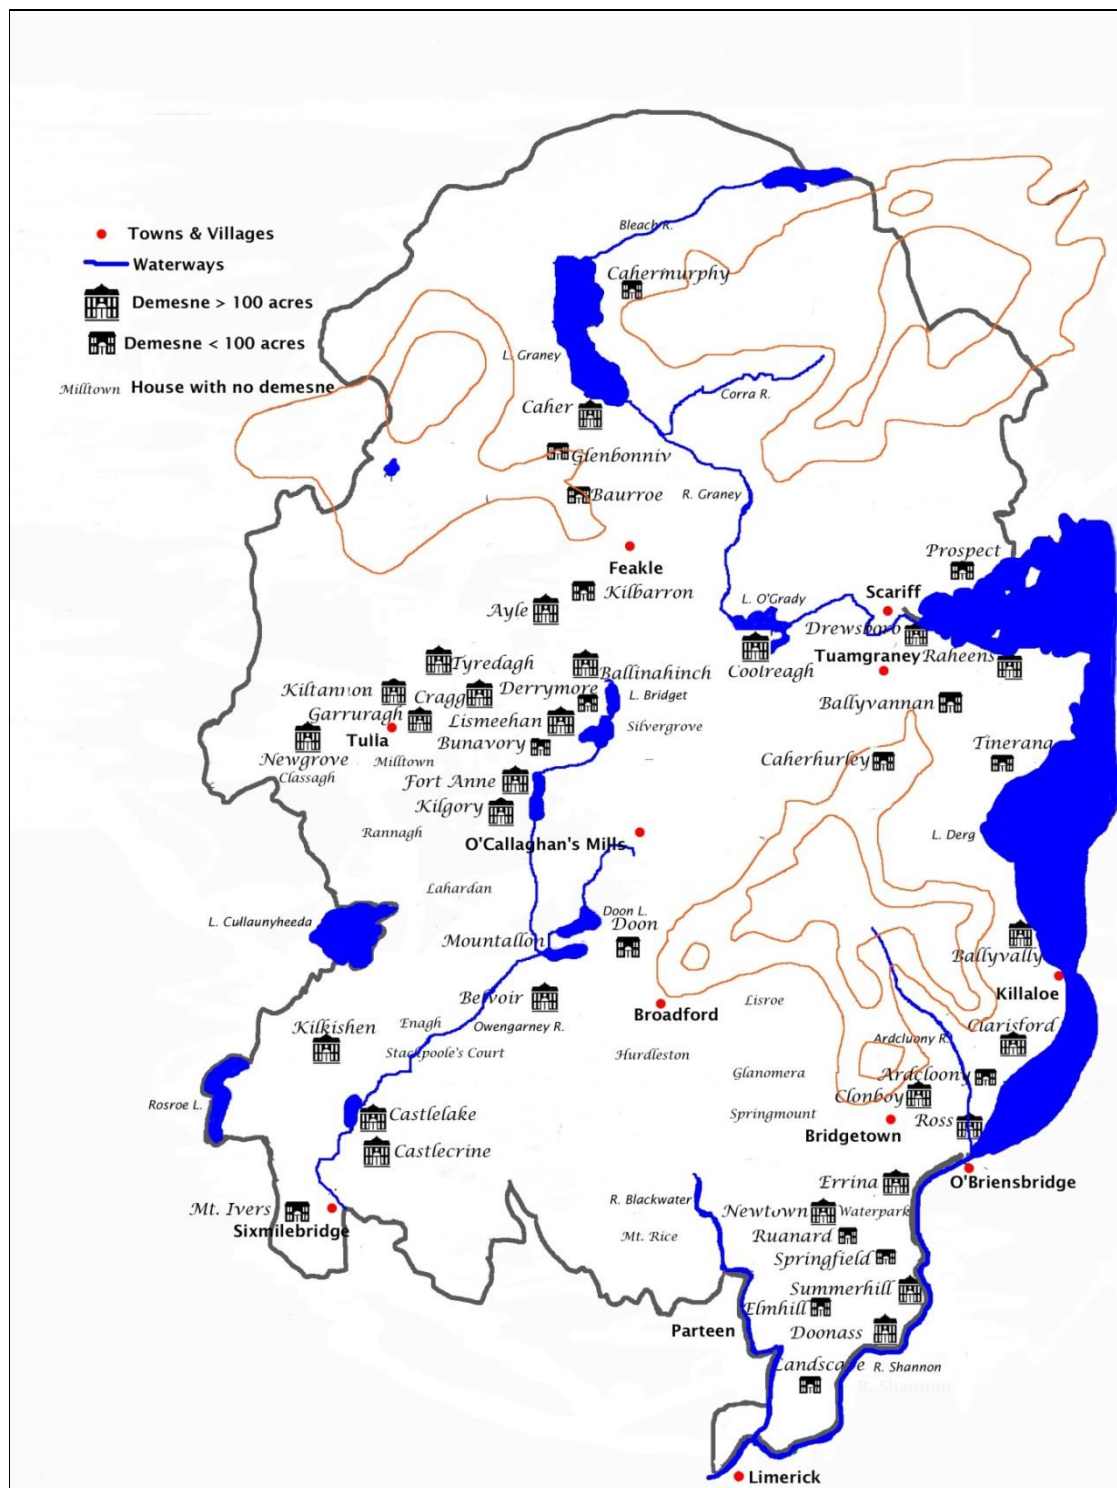 Bleach R.
Towns & Villages
Waterways
Cahermurphy
Demesne > 100 acres
Demesne < 100 acres
L. Graney
Milltown House with no demesne
Corra R.
Caher
Glenbonniv
Baurroe
R. Graney
Prospect
Feakle
Kilbarron
Scariff
L. O'Grady
Ayle
Drewsboro
Tuamgraney
Raheens
Tyredagh
Ballinahinch
Cootreagh
Kiltannon
Cragg
Derrymore
L. Bridget
Ballyvannan
Garruragh
Lismeehan
Silvergrove
Tulla
Bunavory
Tinerana
Newgrove
Milltown
Caherhurley
Classagh
Fort Anne
Kilgory
Rannagh
O'Callaghan's Mills
L. Derg
Lahardan
L. Cullaunyheeda
Doon L.
Doon
Mountallon
Ballyvally
Belvoir
Lisroe
Killaloe
Kilkishen
Enagh
Owengarney R.
Broadford
Clarisford
Stackpoole's Court
Hurdleston
Ardcluony R.
Glanomera
Ardcloony
Rosroe L.
Castlelake
Springmount
Clonboy
Ross
Bridgetown
Castlecrine
Errina
O'Briensbridge
Mt. Ivers
R. Blackwater
Newtown
Waterpark
Sixmilebridge
Mt. Rice
Ruanard
Springfield
Summerhill
Elmhill
Parteen
Doonass
Landscape
R. Shannon
R. Shannon
Limerick